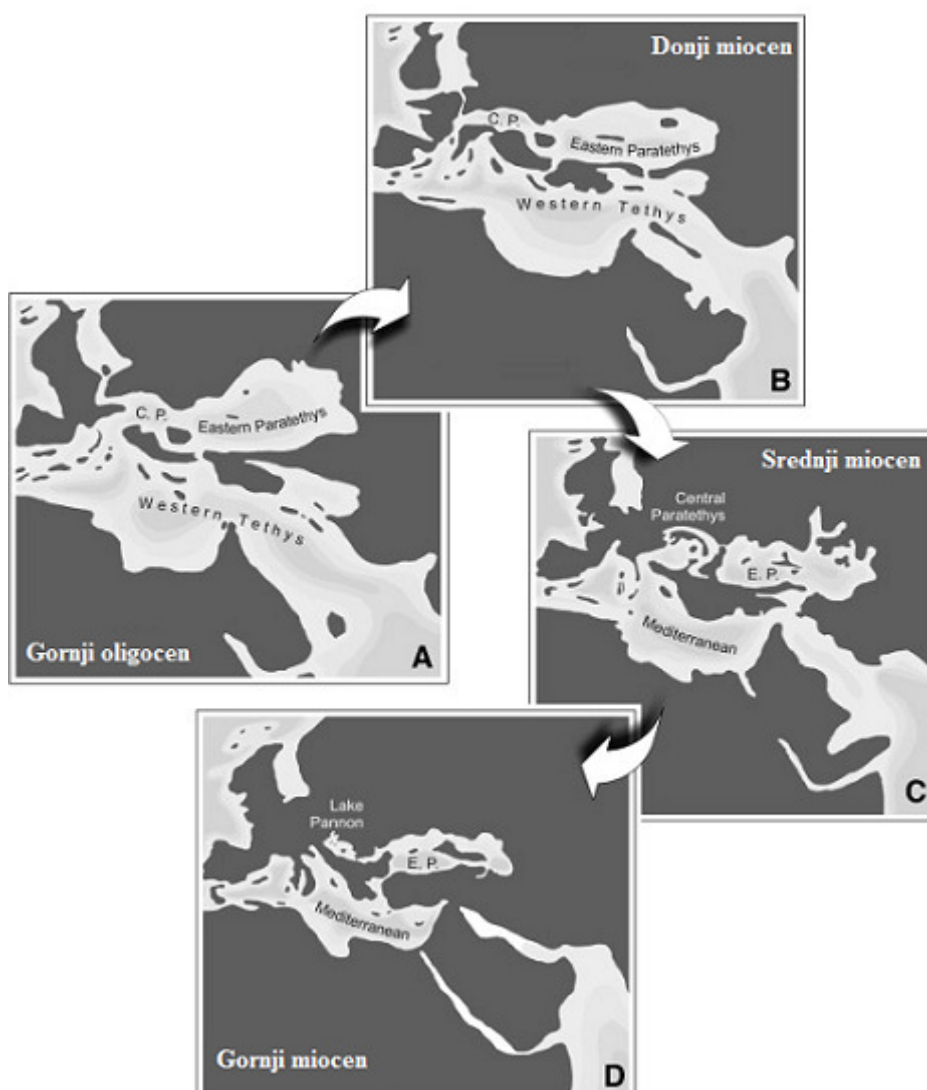 Donji miocen
C. P.
Eastern Paratethys
Western Tethys
B
C. P.
Eastern Paratethys
Western Tethys
Gornji oligocen
A
Srednji miocen
Central
Paratethys
E. P.
Mediterranean
C
Lake
Pannon
E. P.
Mediterranean
Gornji miocen
D